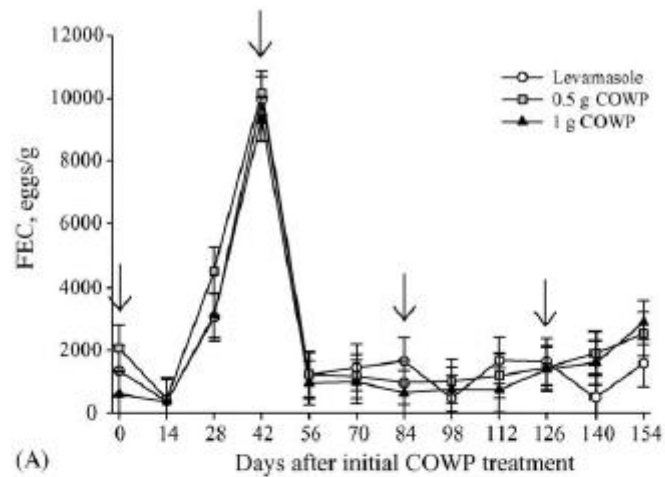 12000
10000
8000
6000
4000
2000
0
FEC, eggs/g
Levamasole
0.5 g COWP
1 g COWP
0 14 28 42 56 70 84 98 112 126 140 154
(A) Days after initial COWP treatment